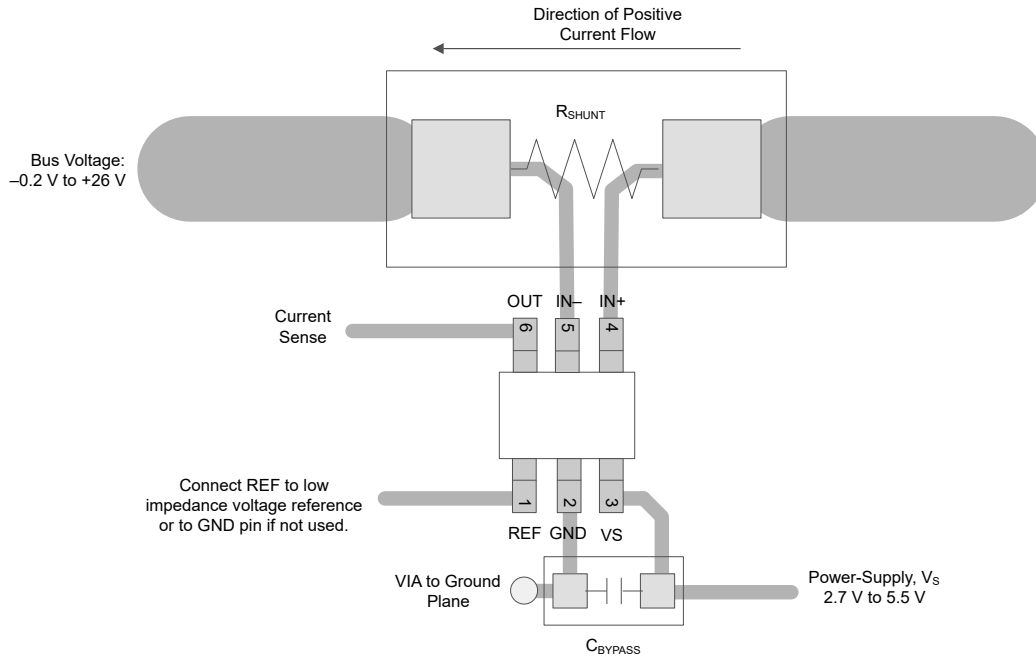 Direction of Positive
Current Flow
RSHUNT
Bus Voltage:
–0.2 V to +26 V
OUT IN– IN+
Current
Sense
6 5 4
Connect REF to low
impedance voltage reference
or to GND pin if not used.
1 2 3
REF GND VS
VIA to Ground
Plane
Power-Supply, VS
2.7 V to 5.5 V
CBYPASS